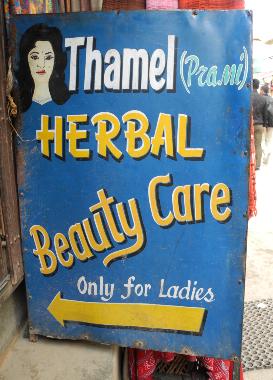 Thamel (Prami)
HERBAL
Beauty Care
Only for Ladies